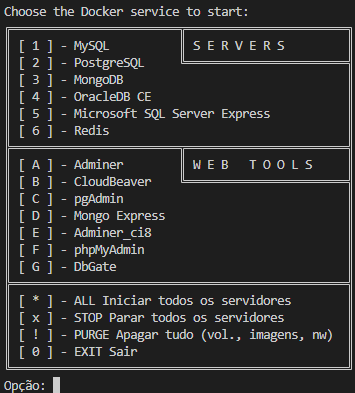 Choose the Docker service to start:
[ 1 ] - MySQL
S E R V E R S
[ 2 ] - PostgreSQL
[ 3 ] - MongoDB
[ 4 ] - OracleDB CE
[ 5 ] - Microsoft SQL Server Express
[ 6 ] - Redis
[ A ] - Adminer
W E B   T O O L S
[ B ] - CloudBeaver
[ C ] - pgAdmin
[ D ] - Mongo Express
[ E ] - Adminer_ci8
[ F ] - phpMyAdmin
[ G ] - DbGate
[ * ] - ALL Iniciar todos os servidores
[ x ] - STOP Parar todos os servidores
[ ! ] - PURGE Apagar tudo (vol., imagens, nw)
[ 0 ] - EXIT Sair
Opção: